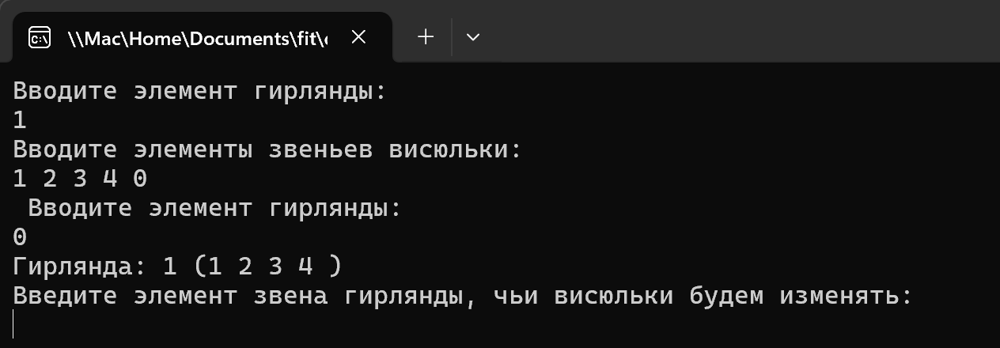 \\Mac\Home\Documents\fit\
Вводите элемент гирлянды:
1
Вводите элементы звеньев висюльки:
1 2 3 4 0
 Вводите элемент гирлянды:
0
Гирлянда: 1 (1 2 3 4 )
Введите элемент звена гирлянды, чьи висюльки будем изменять: